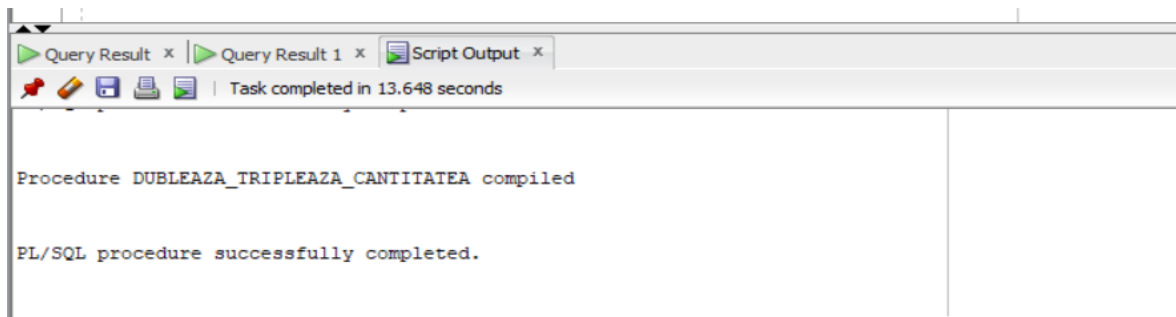 Query Result x Query Result 1 x Script Output x
Task completed in 13.648 seconds
Procedure DUBLEAZA_TRIPLEAZA_CANTITATEA compiled
PL/SQL procedure successfully completed.